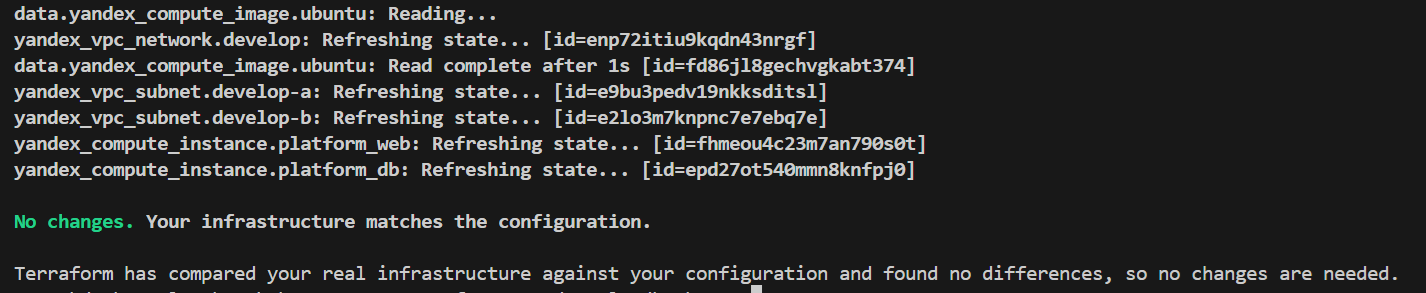 data.yandex_compute_image.ubuntu: Reading...
yandex_vpc_network.develop: Refreshing state... [id=enp72itiu9kqdn43nrgf]
data.yandex_compute_image.ubuntu: Read complete after 1s [id=fd86jl8gechvgkabt374]
yandex_vpc_subnet.develop-a: Refreshing state... [id=e9bu3pedv19nkksditsl]
yandex_vpc_subnet.develop-b: Refreshing state... [id=e2lo3m7knpnc7e7ebq7e]
yandex_compute_instance.platform_web: Refreshing state... [id=fhmeou4c23m7an790s0t]
yandex_compute_instance.platform_db: Refreshing state... [id=epd27ot540mmn8knfpj0]
No changes. Your infrastructure matches the configuration.
Terraform has compared your real infrastructure against your configuration and found no differences, so no changes are needed.